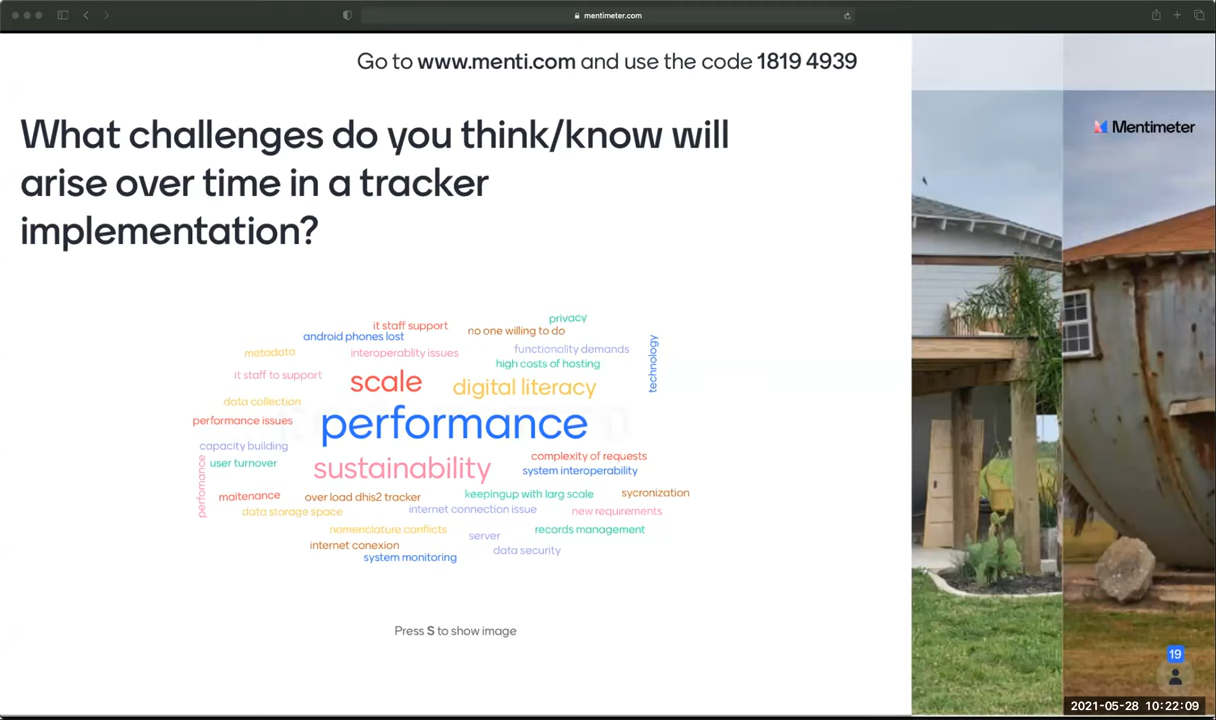 mentimeter.com
Go to www.menti.com and use the code 1819 4939
Mentimeter
What challenges do you think/know will
arise over time in a tracker
implementation?
privacy
it staff support
no one willing to do
android phones lost
technology
metadata
interoperablity issues
functionality demands
high costs of hosting
it staff to support
scale
digital literacy
data collection
performance issues
performance
capacity building
complexity of requests
user turnover
sustainability
system interoperability
perfomance
maitenance
over load dhis2 tracker
keepingup with larg scale
sycronization
data starage space
internet connection issue
new requirements
nomenclature conflicts
server
records management
internet conexion
data security
system monitoring
Press S to show image
19
2021-05-28 10:22:09